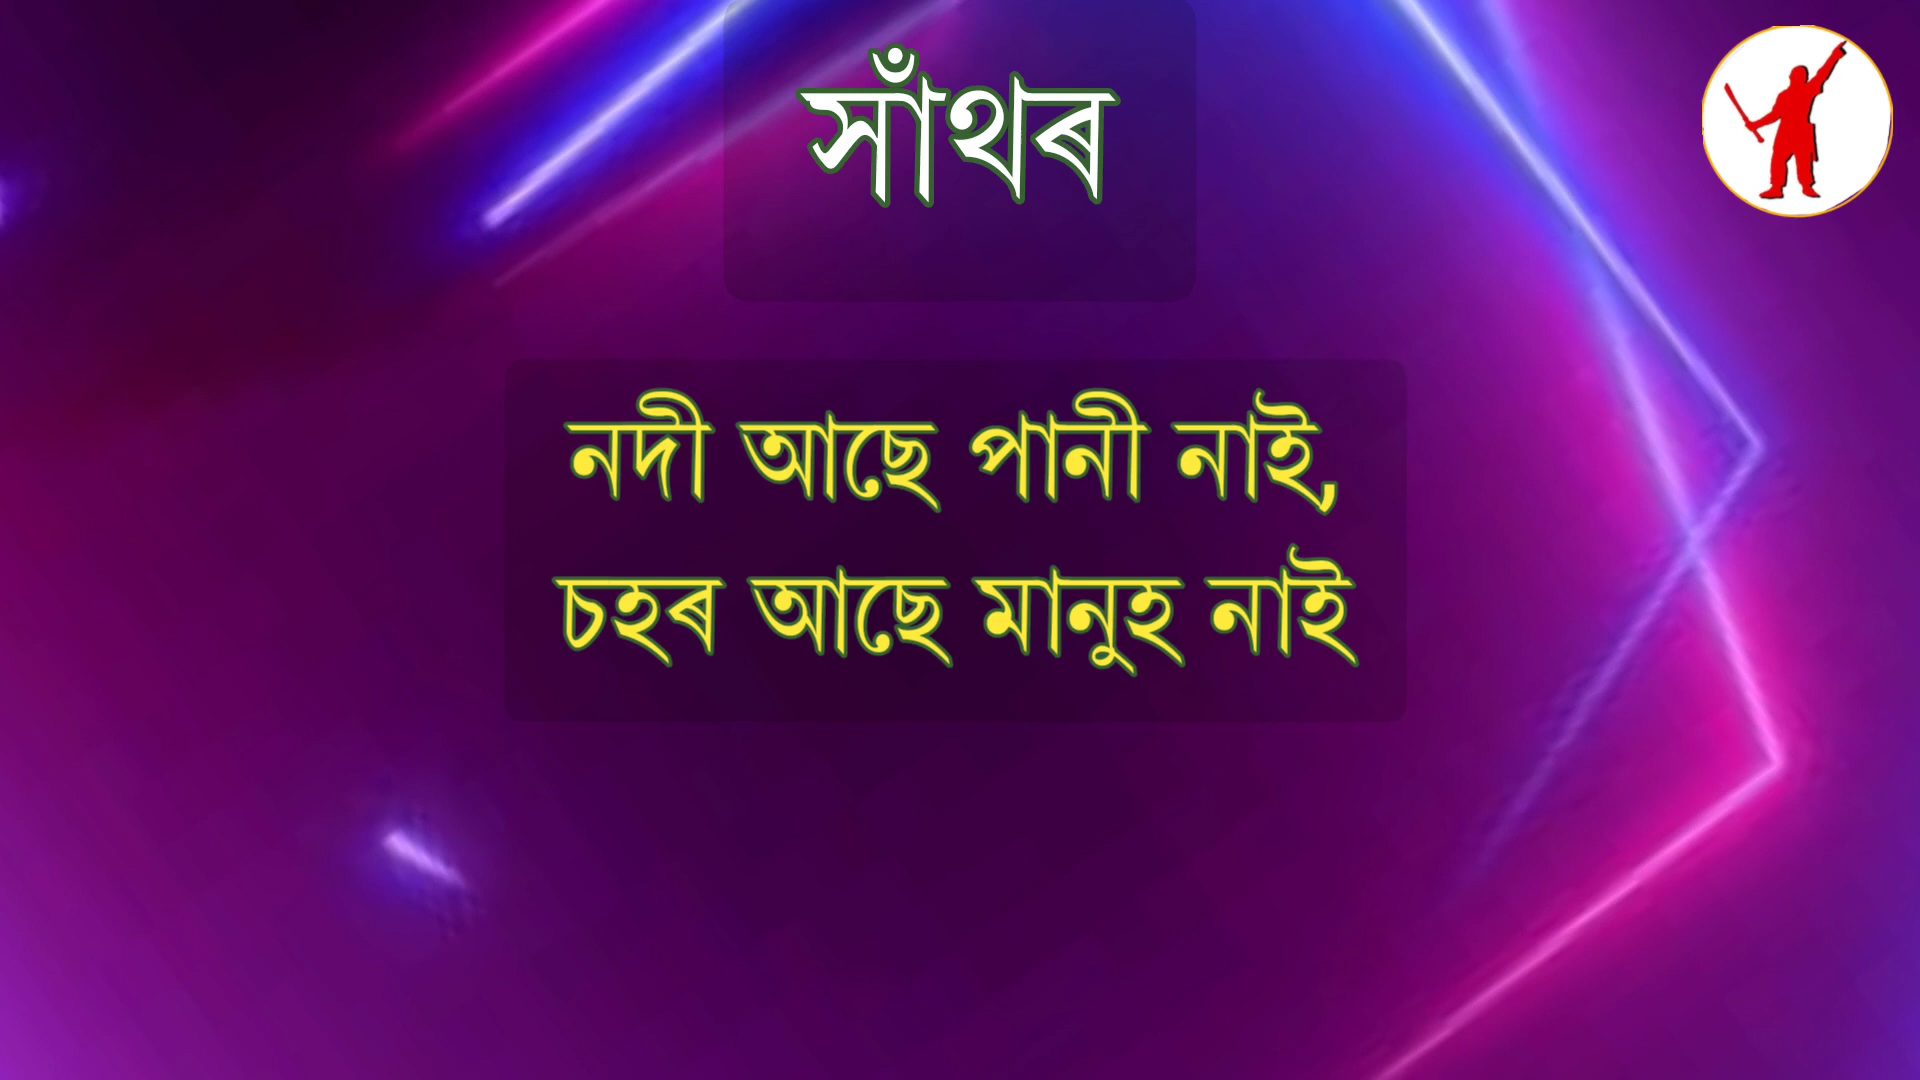 সাঁথৰ
নদী আছে পানী নাই,
চহৰ আছে মানুহ নাই